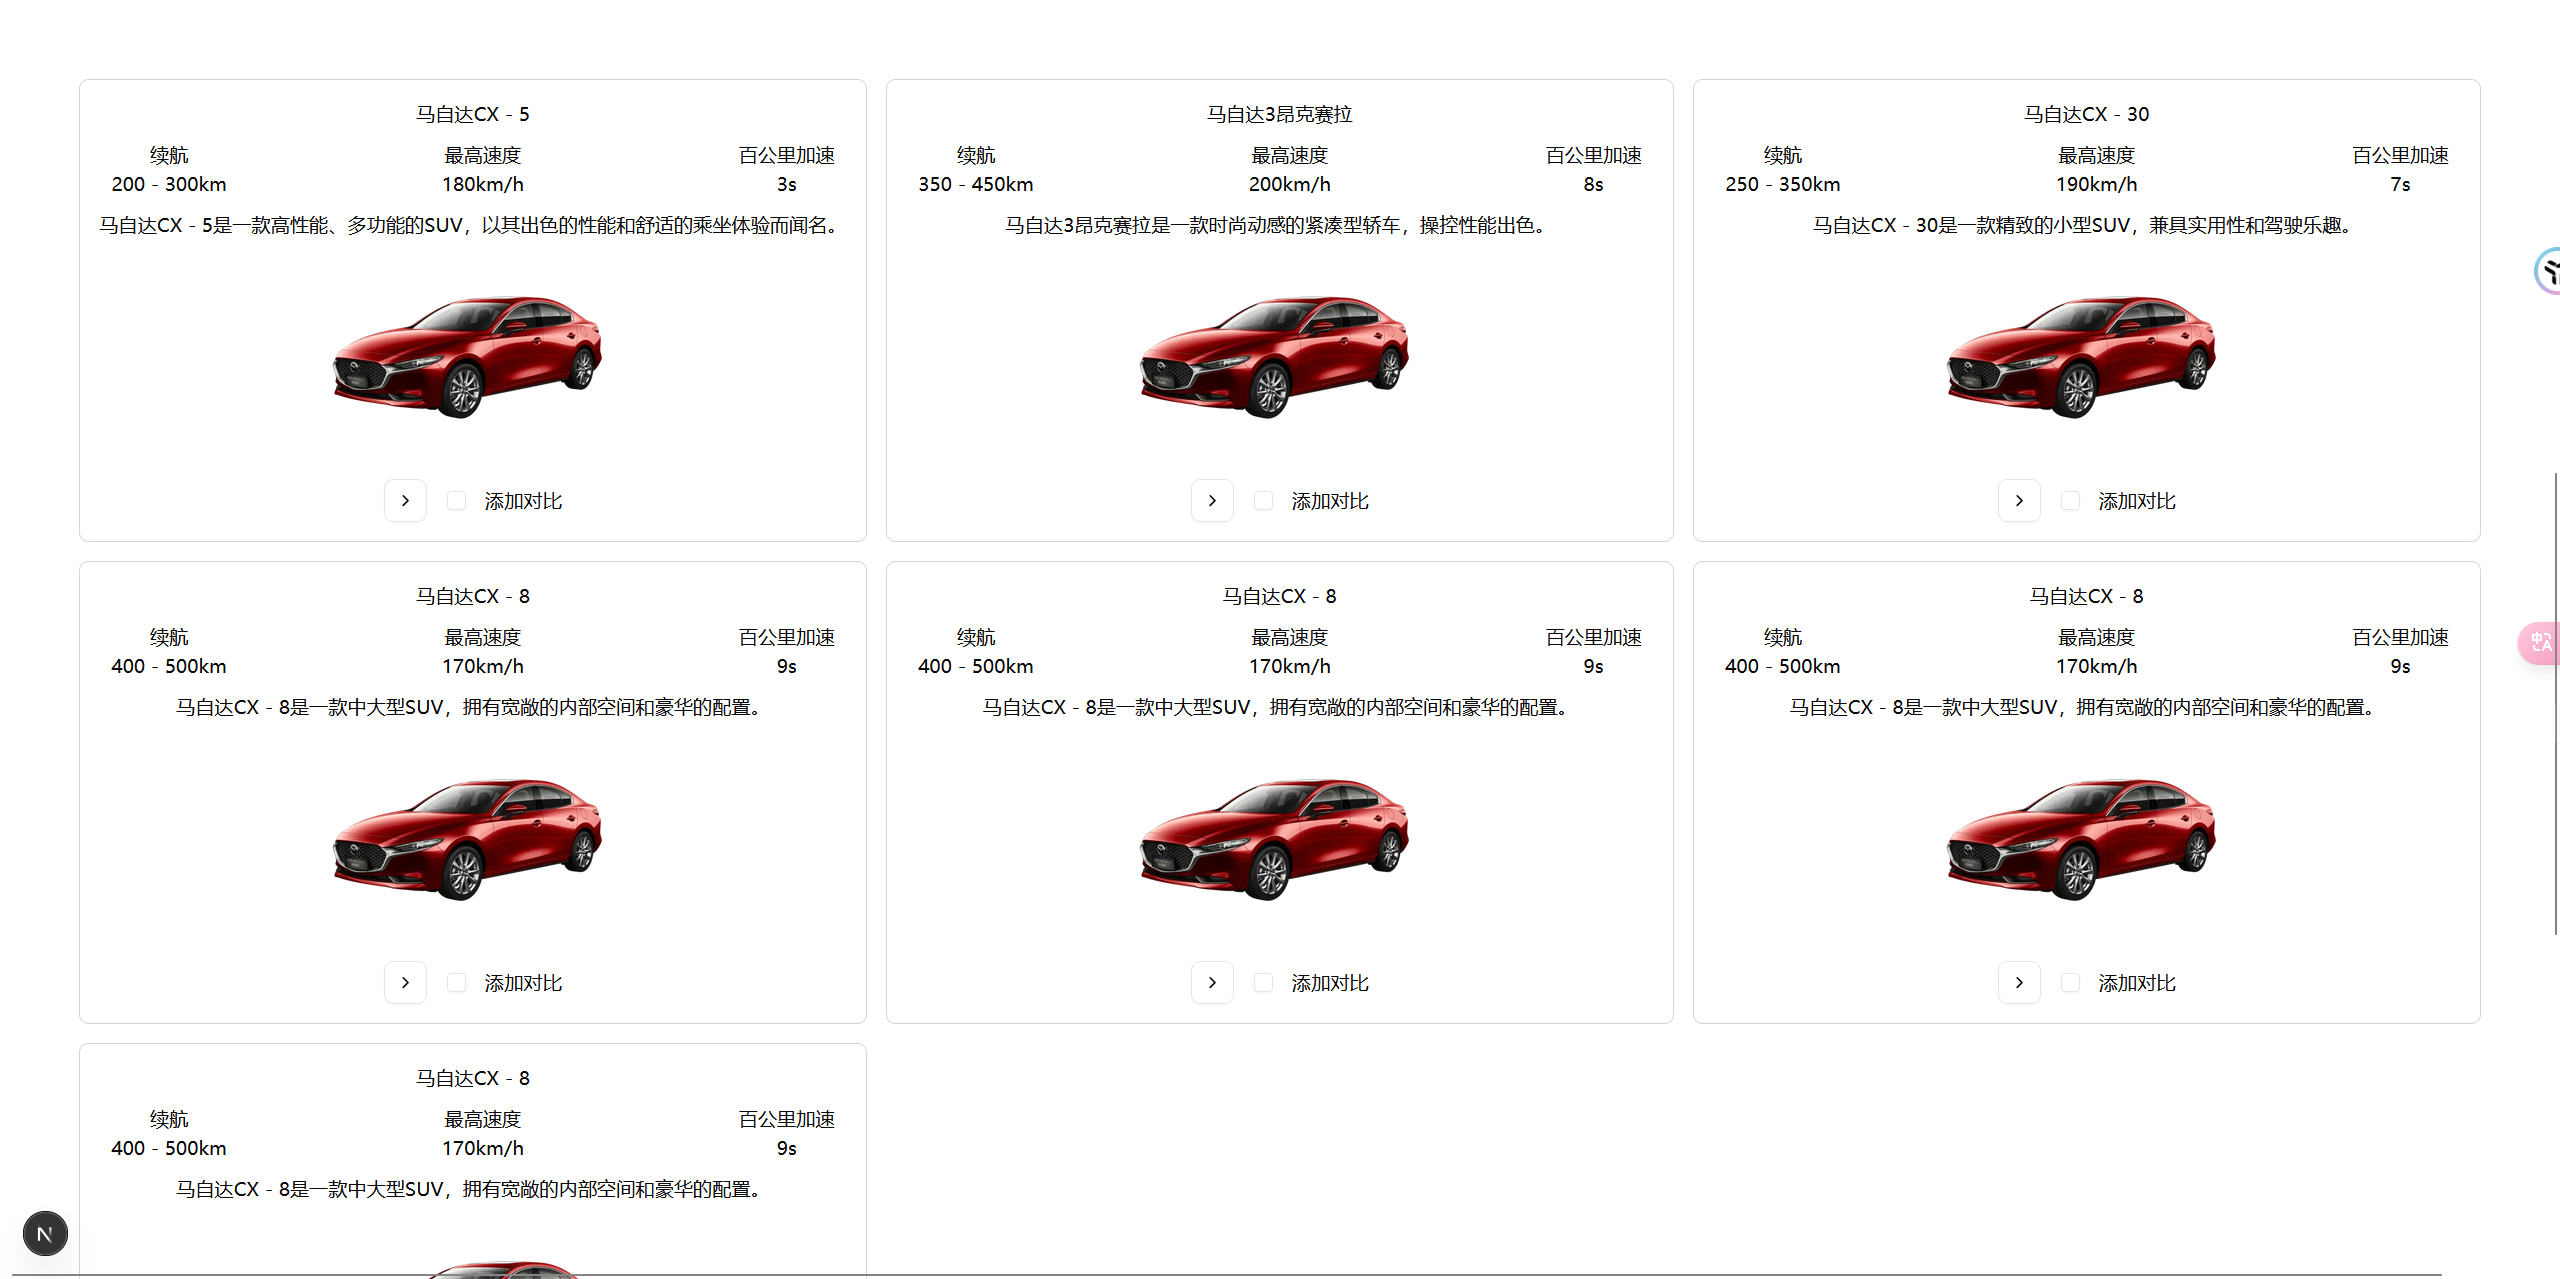 马自达CX - 5
续航 最高速度 百公里加速
200 - 300km 180km/h 3s
马自达CX - 5是一款高性能、多功能的SUV，以其出色的性能和舒适的乘坐体验而闻名。
添加对比
马自达3昂克赛拉
续航 最高速度 百公里加速
350 - 450km 200km/h 8s
马自达3昂克赛拉是一款时尚动感的紧凑型轿车，操控性能出色。
添加对比
马自达CX - 30
续航 最高速度 百公里加速
250 - 350km 190km/h 7s
马自达CX - 30是一款精致的小型SUV，兼具实用性和驾驶乐趣。
添加对比
马自达CX - 8
续航 最高速度 百公里加速
400 - 500km 170km/h 9s
马自达CX - 8是一款中大型SUV，拥有宽敞的内部空间和豪华的配置。
添加对比
马自达CX - 8
续航 最高速度 百公里加速
400 - 500km 170km/h 9s
马自达CX - 8是一款中大型SUV，拥有宽敞的内部空间和豪华的配置。
添加对比
马自达CX - 8
续航 最高速度 百公里加速
400 - 500km 170km/h 9s
马自达CX - 8是一款中大型SUV，拥有宽敞的内部空间和豪华的配置。
添加对比
马自达CX - 8
续航 最高速度 百公里加速
400 - 500km 170km/h 9s
马自达CX - 8是一款中大型SUV，拥有宽敞的内部空间和豪华的配置。
N
中A